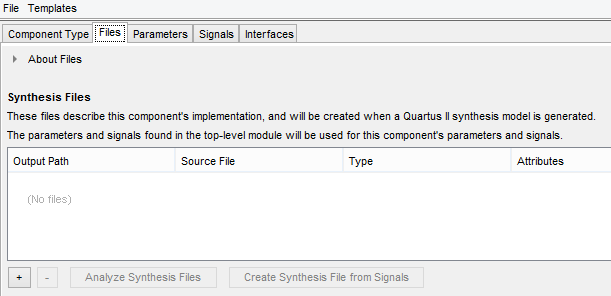 File Templates
Component Type Files Parameters Signals Interfaces
About Files
Synthesis Files
These files describe this component's implementation, and will be created when a Quartus II synthesis model is generated.
The parameters and signals found in the top-level module will be used for this component's parameters and signals.
Output Path Source File Type Attributes
(No files)
+ - Analyze Synthesis Files Create Synthesis File from Signals